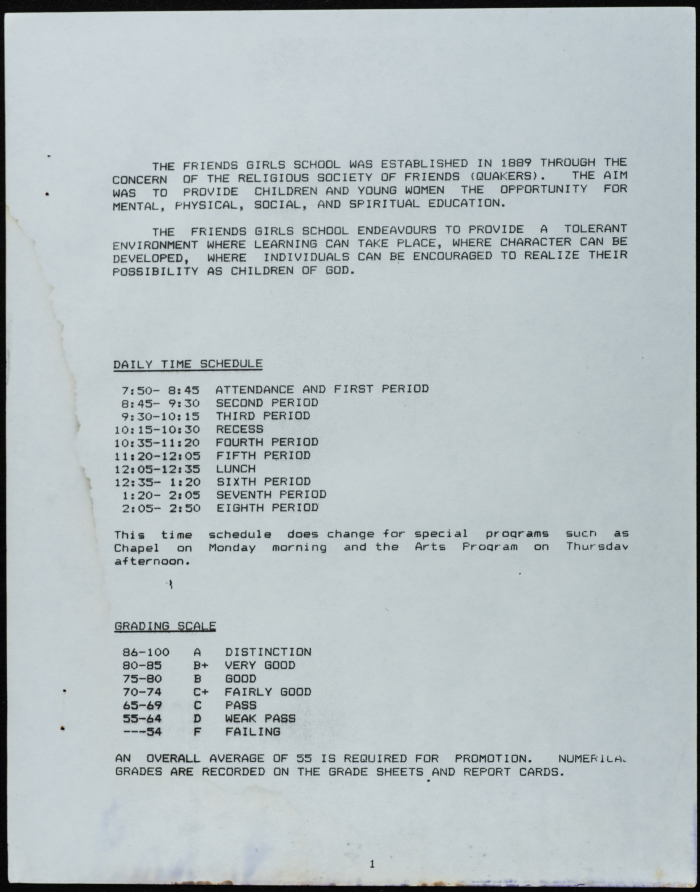 THE FRIENDS GIRLS SCHOOL WAS ESTABLISHED IN 1889 THROUGH THE
CONCERN OF THE RELIGIOUS SOCIETY OF FRIENDS (QUAKERS). THE AIM
WAS TO PROVIDE CHILDREN AND YOUNG WOMEN THE OPPORTUNITY FOR
MENTAL, PHYSICAL, SOCIAL, AND SPIRITUAL EDUCATION.
THE FRIENDS GIRLS SCHOOL ENDEAVOURS TO PROVIDE A TOLERANT
ENVIRONMENT WHERE LEARNING CAN TAKE PLACE, WHERE CHARACTER CAN BE
DEVELOPED, WHERE INDIVIDUALS CAN BE ENCOURAGED TO REALIZE THEIR
POSSIBILITY AS CHILDREN OF GOD.
DAILY TIME SCHEDULE
7:50- 8:45 ATTENDANCE AND FIRST PERIOD
8:45- 9:30 SECOND PERIOD
9:30-10:15 THIRD PERIOD
10:15-10:30 RECESS
10:35-11:20 FOURTH PERIOD
11:20-12:05 FIFTH PERIOD
12:05-12:35 LUNCH
12:35- 1:20 SIXTH PERIOD
1:20- 2:05 SEVENTH PERIOD
2:05- 2:50 EIGHTH PERIOD
This time schedule does change for special programs such as
Chapel on Monday morning and the Arts Program on Thursday
afternoon.
GRADING SCALE
86-100 A DISTINCTION
80-85 B+ VERY GOOD
75-80 B GOOD
70-74 C+ FAIRLY GOOD
65-69 C PASS
55-64 D WEAK PASS
---54 F FAILING
AN OVERALL AVERAGE OF 55 IS REQUIRED FOR PROMOTION. NUMERICAL
GRADES ARE RECORDED ON THE GRADE SHEETS AND REPORT CARDS.
1